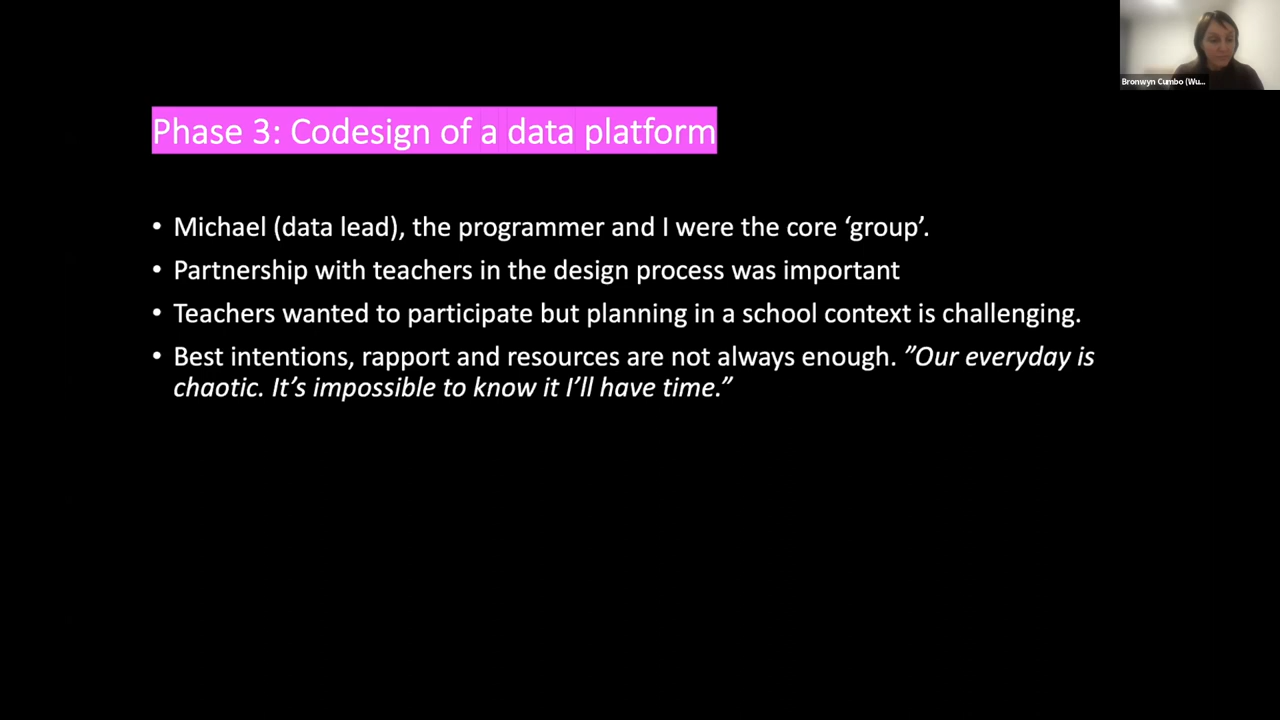 Bronwyn Cumbo (Wu...
Phase 3: Codesign of a data platform
• Michael (data lead), the programmer and I were the core ‘group’.
• Partnership with teachers in the design process was important
• Teachers wanted to participate but planning in a school context is challenging.
• Best intentions, rapport and resources are not always enough. ”Our everyday is
chaotic. It’s impossible to know it I’ll have time.”